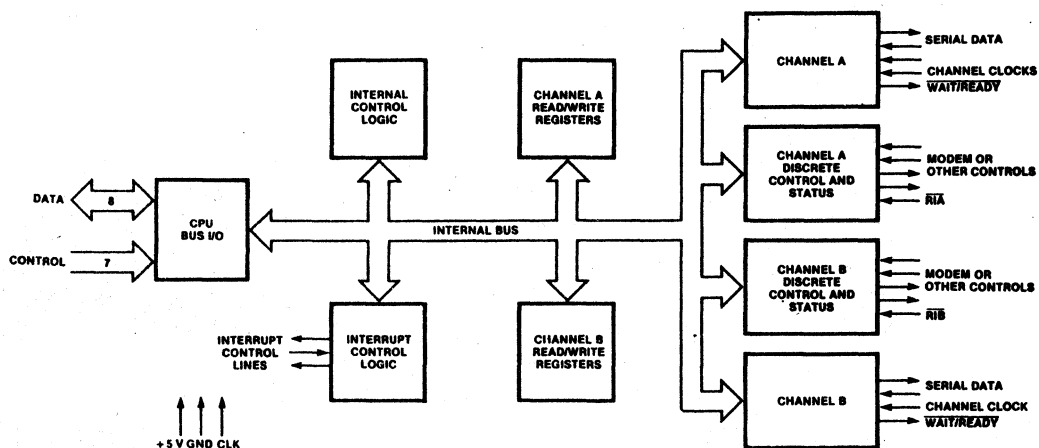 INTERNAL
CONTROL
LOGIC
CHANNEL A
READ/WRITE
REGISTERS
CHANNEL A
SERIAL DATA
CHANNEL CLOCKS
WAIT/READY
CHANNEL A
DISCRETE
CONTROL AND
STATUS
MODEM OR
OTHER CONTROLS
RIA
DATA
8
CPU
BUS I/O
CONTROL
7
INTERNAL BUS
CHANNEL B
DISCRETE
CONTROL AND
STATUS
MODEM OR
OTHER CONTROLS
RIB
INTERRUPT
CONTROL
LINES
INTERRUPT
CONTROL
LOGIC
CHANNEL B
READ/WRITE
REGISTERS
CHANNEL B
SERIAL DATA
CHANNEL CLOCK
WAIT/READY
+5 V GND CLK